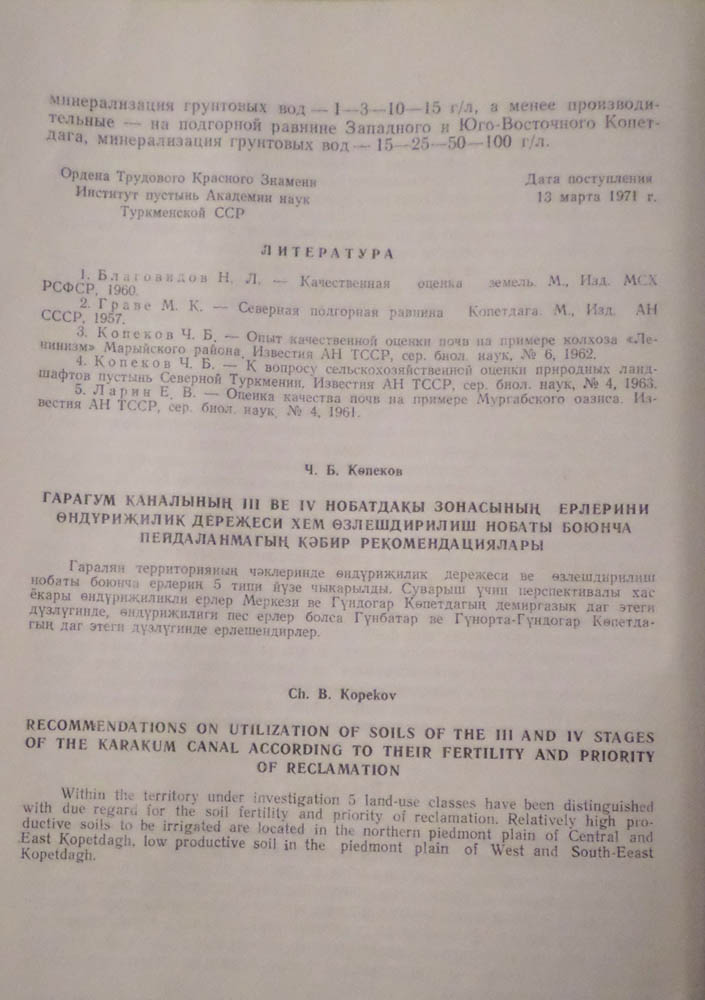 минерализация грунтовых вод — 1—3—10—15 г/л, а менее производи-
тельные — на подгорной равнине Западного и Юго-Восточного Копет-
дага, минерализация грунтовых вод — 15—25—50—100 г/л.
Ордена Трудового Красного Знамени
Институт пустынь Академии наук
Туркменской ССР
Дата поступления
13 марта 1971 г.
ЛИТЕРАТУРА
1. Благовидов Н. Л. — Качественная оценка земель. М., Изд. МСХ
РСФСР, 1960.
2. Граве М. К. — Северная подгорная равнина Копетдага. М., Изд. АН
СССР, 1957.
3. Копеков Ч. Б. — Опыт качественной оценки почв на примере колхоза «Ле-
нинизм» Марыйского района. Известия АН ТССР, сер. биол. наук, № 6, 1962.
4. Копеков Ч. Б. — К вопросу сельскохозяйственной оценки природных ланд-
шафтов пустынь Северной Туркмении. Известия АН ТССР, сер. биол. наук, № 4, 1963.
5. Ларин Е. В. — Оценка качества почв на примере Мургабского оазиса. Из-
вестия АН ТССР, сер. биол. наук, № 4, 1961.
Ч. Б. Көпеков
ГАРАГУМ КАНАЛЫНЫҢ III ВЕ IV НОБАТДАКЫ ЗОНАСЫНЫҢ ЕРЛЕРИНИ
ӨНДҮРИҖИЛИК ДЕРЕҖЕСИ ХЕМ ӨЗЛЕШДИРИЛИШ НОБАТЫ БОЮНЧА
ПЕЙДАЛАНМАГЫҢ КӘБИР РЕКОМЕНДАЦИЯЛАРЫ
Гаралян территорияның чәклеринде өндүриҗилик дережеси ве өзлешдирилиш
нобаты боюнча ерлериң 5 типи йүзе чыкарылды. Суварыш үчин перспективалы хас
ёкары өндүриҗиликли ерлер Меркези ве Гүндогар Көпетдагың демиргазык даг этеги
дүзлүгинде, өндүриҗилиги пес ерлер болса Гүнбатар ве Гүнорта-Гүндогар Көпетда-
гың даг этеги дүзлүгинде ерлешендирлер.
Ch. B. Kopekov
RECOMMENDATIONS ON UTILIZATION OF SOILS OF THE III AND IV STAGES
OF THE KARAKUM CANAL ACCORDING TO THEIR FERTILITY AND PRIORITY
OF RECLAMATION
Within the territory under investigation 5 land-use classes have been distinguished
with due regard for the soil fertility and priority of reclamation. Relatively high pro-
ductive soils to be irrigated are located in the northern piedmont plain of Central and
East Kopetdagh, low productive soil in the piedmont plain of West and South-Eeast
Kopetdagh.